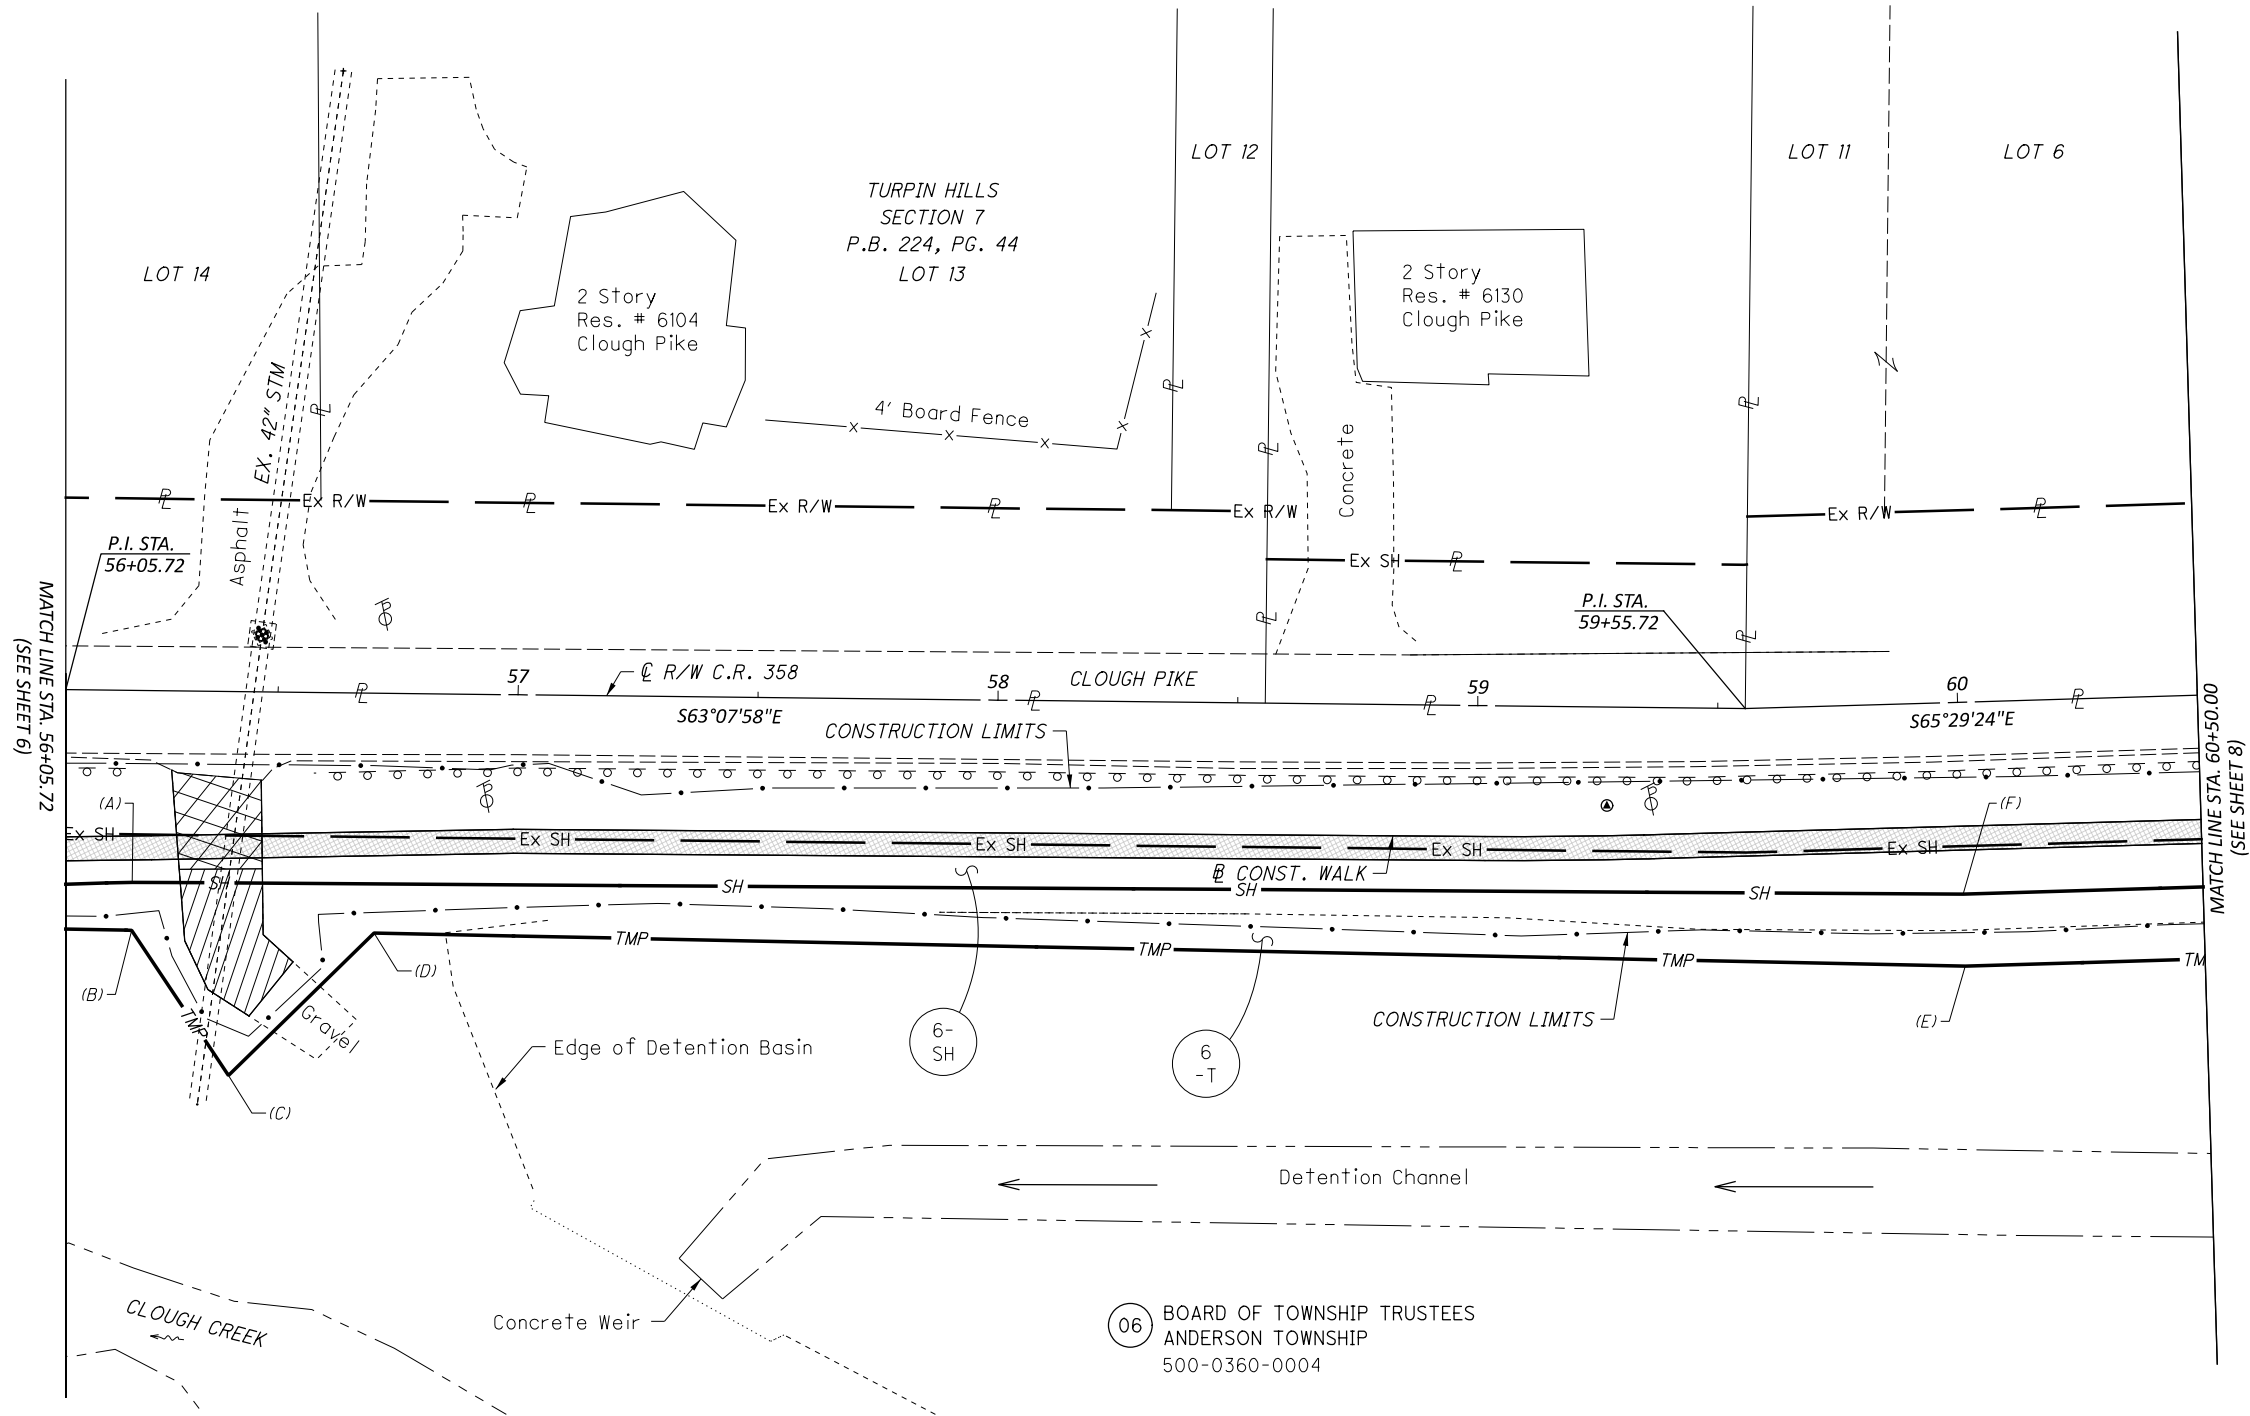 LOT 14
TURPIN HILLS
SECTION 7
P.B. 224, PG. 44
LOT 13
LOT 12
LOT 11
LOT 6
2 Story
Res. # 6104
Clough Pike
2 Story
Res. # 6130
Clough Pike
EX. 42" STM
4' Board Fence
Concrete
Asphalt
Ex R/W
Ex R/W
Ex R/W
Ex R/W
Ex SH
P.I. STA.
56+05.72
P.I. STA.
59+55.72
MATCH LINE STA. 56+05.72
(SEE SHEET 6)
57
58
59
60
℄ R/W C.R. 358
CLOUGH PIKE
S63°07'58"E
S65°29'24"E
CONSTRUCTION LIMITS
MATCH LINE STA. 60+50.00
(SEE SHEET 8)
(A)
(F)
Ex SH
Ex SH
Ex SH
Ex SH
Ex SH
BL CONST. WALK
SH
SH
SH
SH
TMP
TMP
TMP
TMP
TM
(B)
(D)
(C)
(E)
Gravel
6-
SH
6
-T
CONSTRUCTION LIMITS
Edge of Detention Basin
Detention Channel
Concrete Weir
CLOUGH CREEK
06
BOARD OF TOWNSHIP TRUSTEES
ANDERSON TOWNSHIP
500-0360-0004